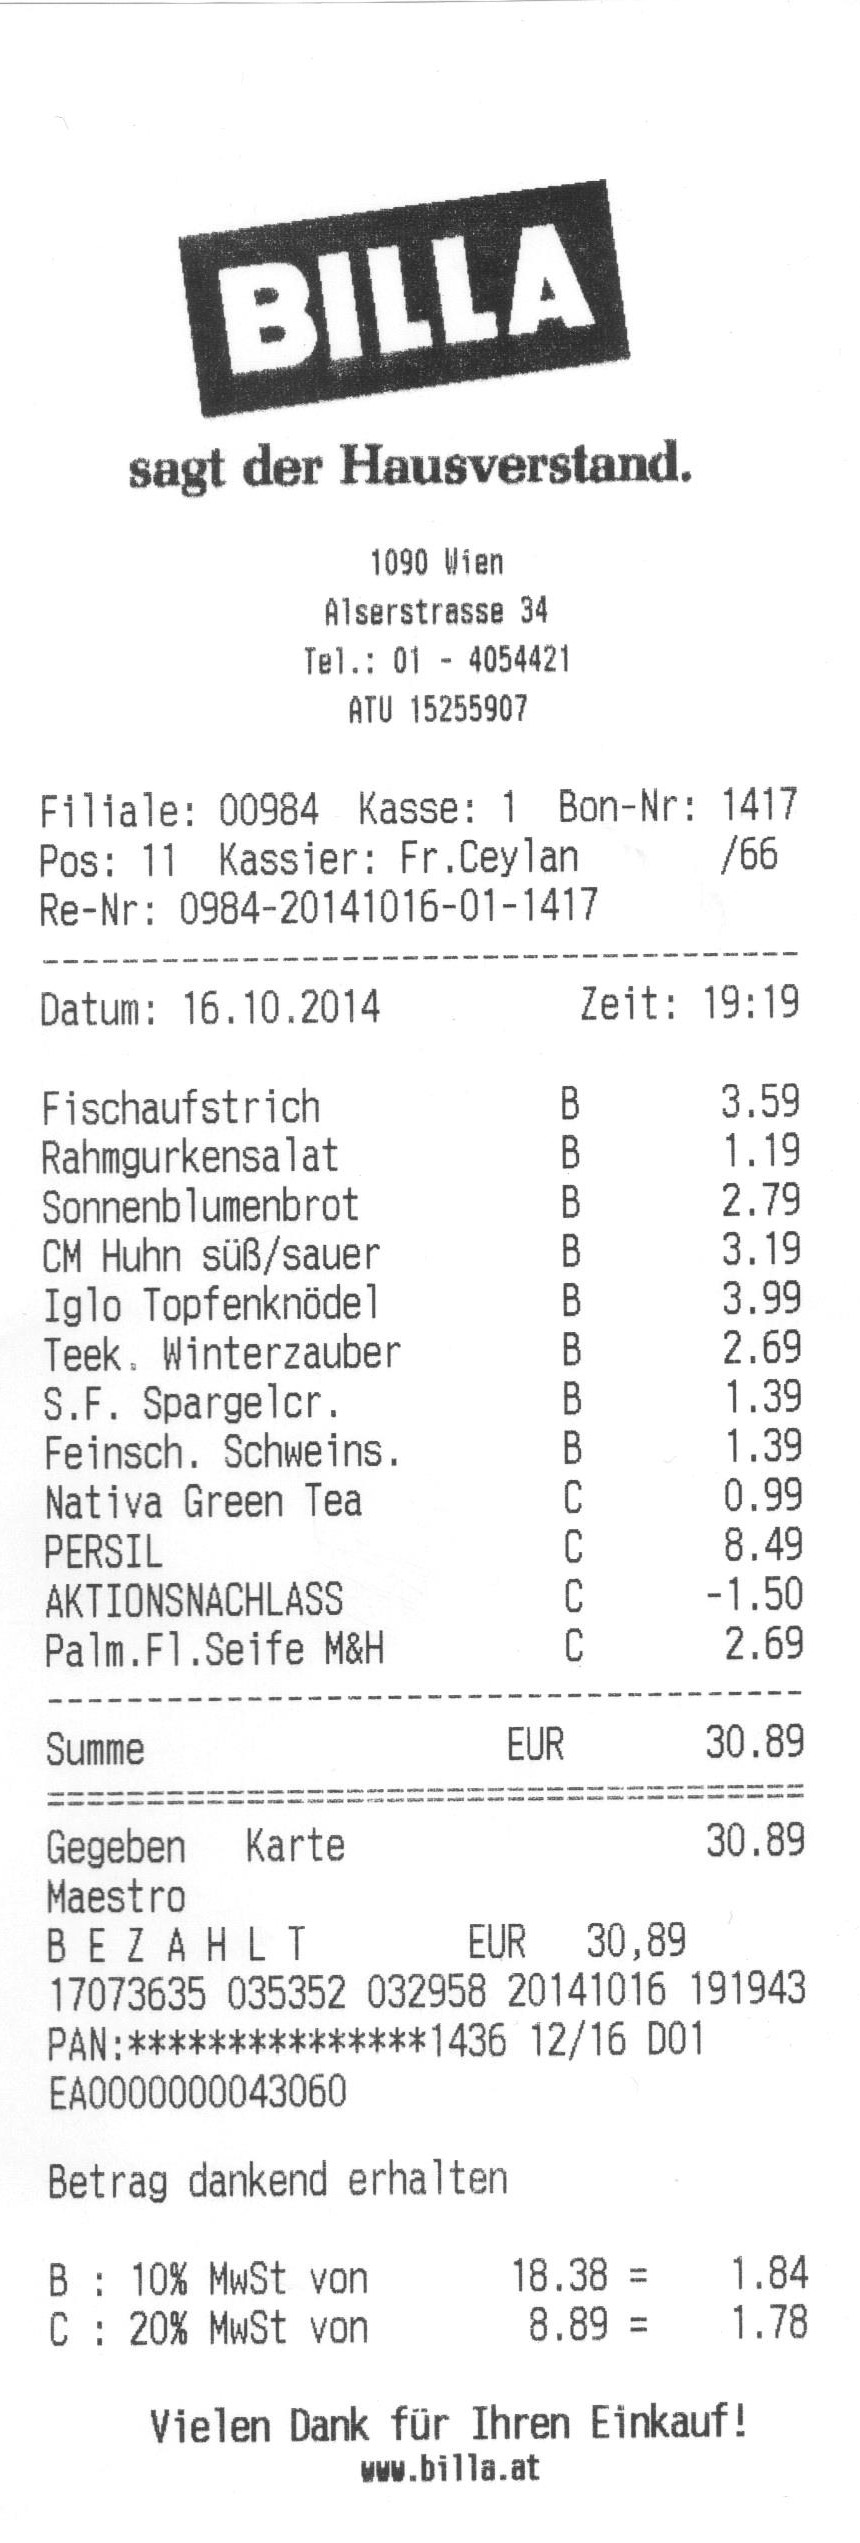 BILLA
sagt der Hausverstand.
1090 Wien
Alserstrasse 34
Tel.: 01 - 4054421
ATU 15255907
Filiale: 00984 Kasse: 1 Bon-Nr: 1417
Pos: 11 Kassier: Fr.Ceylan /66
Re-Nr: 0984-20141016-01-1417
Datum: 16.10.2014 Zeit: 19:19
Fischaufstrich B 3.59
Rahmgurkensalat B 1.19
Sonnenblumenbrot B 2.79
CM Huhn süß/sauer B 3.19
Iglo Topfenknödel B 3.99
Teek. Winterzauber B 2.69
S.F. Spargelcr. B 1.39
Feinsch. Schweins. B 1.39
Nativa Green Tea C 0.99
PERSIL C 8.49
AKTIONSNACHLASS C -1.50
Palm.Fl.Seife M&H C 2.69
Summe EUR 30.89
Gegeben Karte 30.89
Maestro
B E Z A H L T EUR 30,89
17073635 035352 032958 20141016 191943
PAN:***************1436 12/16 D01
EA0000000043060
Betrag dankend erhalten
B : 10% MwSt von 18.38 = 1.84
C : 20% MwSt von 8.89 = 1.78
Vielen Dank für Ihren Einkauf!
www.billa.at